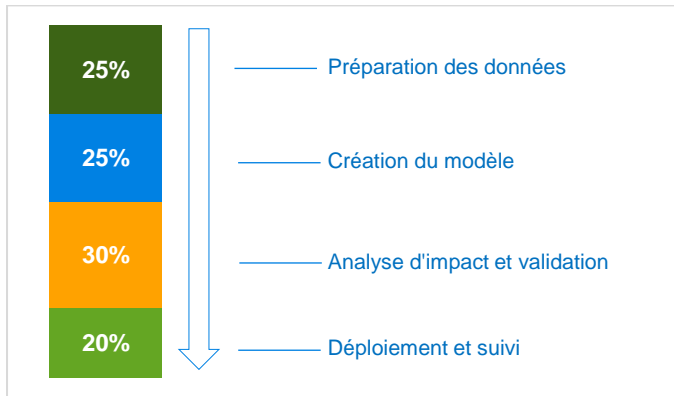 25%
Préparation des données
25%
Création du modèle
30%
Analyse d'impact et validation
20%
Déploiement et suivi